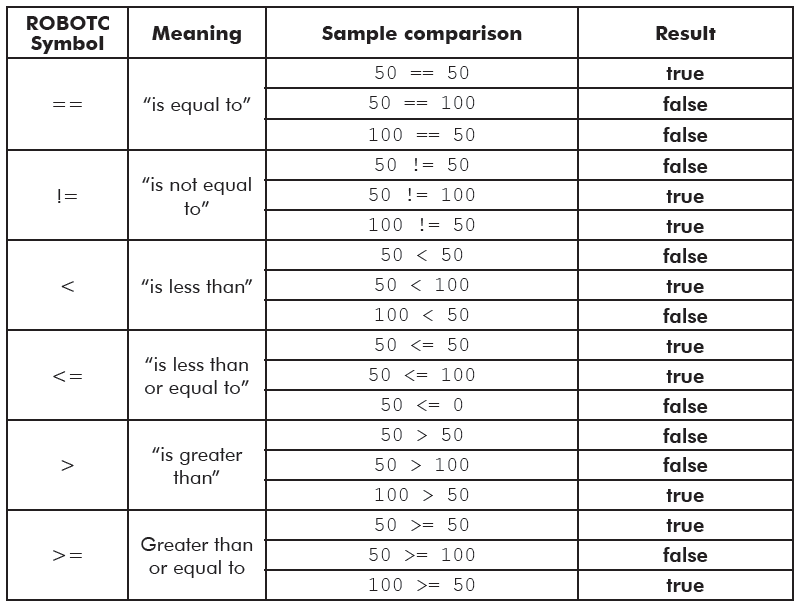 ROBOTC Symbol Meaning Sample comparison Result
== “is equal to” 50 == 50 true
50 == 100 false
100 == 50 false
!= “is not equal to” 50 != 50 false
50 != 100 true
100 != 50 true
< “is less than” 50 < 50 false
50 < 100 true
100 < 50 false
<= “is less than or equal to” 50 <= 50 true
50 <= 100 true
50 <= 0 false
> “is greater than” 50 > 50 false
50 > 100 false
100 > 50 true
>= Greater than or equal to 50 >= 50 true
50 >= 100 false
100 >= 50 true